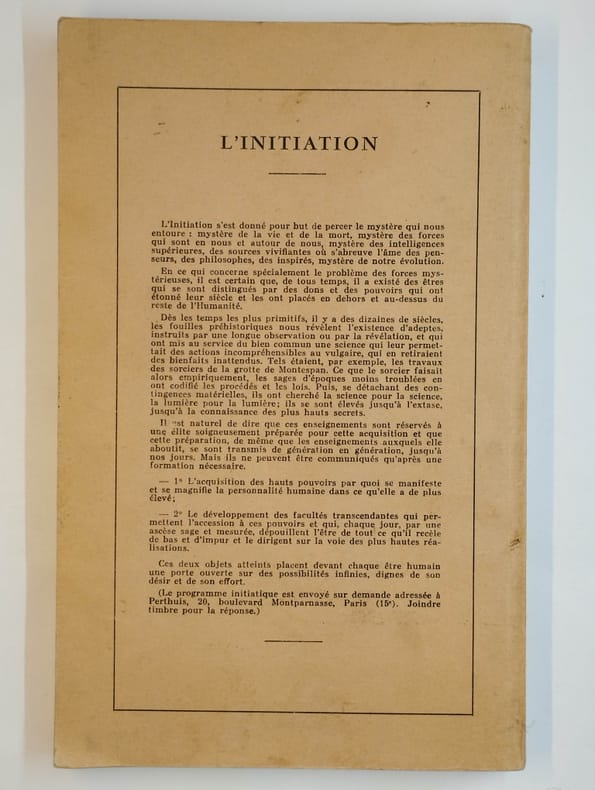 L'INITIATION
L'Initiation s'est donné pour but de percer le mystère qui nous
entoure : mystère de la vie et de la mort, mystère des forces
qui sont en nous et autour de nous, mystère des intelligences
supérieures, des sources vivifiantes où s'abreuve l'âme des pen-
seurs, des philosophes, des inspirés, mystère de notre évolution.
En ce qui concerne spécialement le problème des forces mys-
térieuses, il est certain que, de tous temps, il a existé des êtres
qui se sont distingués par des dons et des pouvoirs qui ont
étonné leur siècle et les ont placés en dehors et au-dessus du
reste de l'Humanité.
Dès les temps les plus primitifs, il y a des dizaines de siècles,
les fouilles préhistoriques nous révèlent l'existence d'adeptes,
instruits par une longue observation ou par la révélation, et qui
ont mis au service du bien commun une science qui leur permet-
tait des actions incompréhensibles au vulgaire, qui en retiraient
des bienfaits inattendus. Tels étaient, par exemple, les travaux
des sorciers de la grotte de Montespan. Ce que le sorcier faisait
alors empiriquement, les sages d'époques moins troublées en
ont codifié les procédés et les lois. Puis, se détachant des con-
tingences matérielles, ils ont cherché la science pour la science,
la lumière pour la lumière; ils se sont élevés jusqu'à l'extase,
jusqu'à la connaissance des plus hauts secrets.
Il est naturel de dire que ces enseignements sont réservés à
une élite soigneusement préparée pour cette acquisition et que
cette préparation, de même que les enseignements auxquels elle
aboutit, se sont transmis de génération en génération, jusqu'à
nos jours. Mais ils ne peuvent être communiqués qu'après une
formation nécessaire.
— 1° L'acquisition des hauts pouvoirs par quoi se manifeste
et se magnifie la personnalité humaine dans ce qu'elle a de plus
élevé;
— 2° Le développement des facultés transcendantes qui per-
mettent l'accession à ces pouvoirs et qui, chaque jour, par une
ascèse sage et mesurée, dépouillent l'être de tout ce qu'il recèle
de bas et d'impur et le dirigent sur la voie des plus hautes réa-
lisations.
Ces deux objets atteints placent devant chaque être humain
une porte ouverte sur des possibilités infinies, dignes de son
désir et de son effort.
(Le programme initiatique est envoyé sur demande adressée à
Perthuis, 20, boulevard Montparnasse, Paris (15e). Joindre
timbre pour la réponse.)